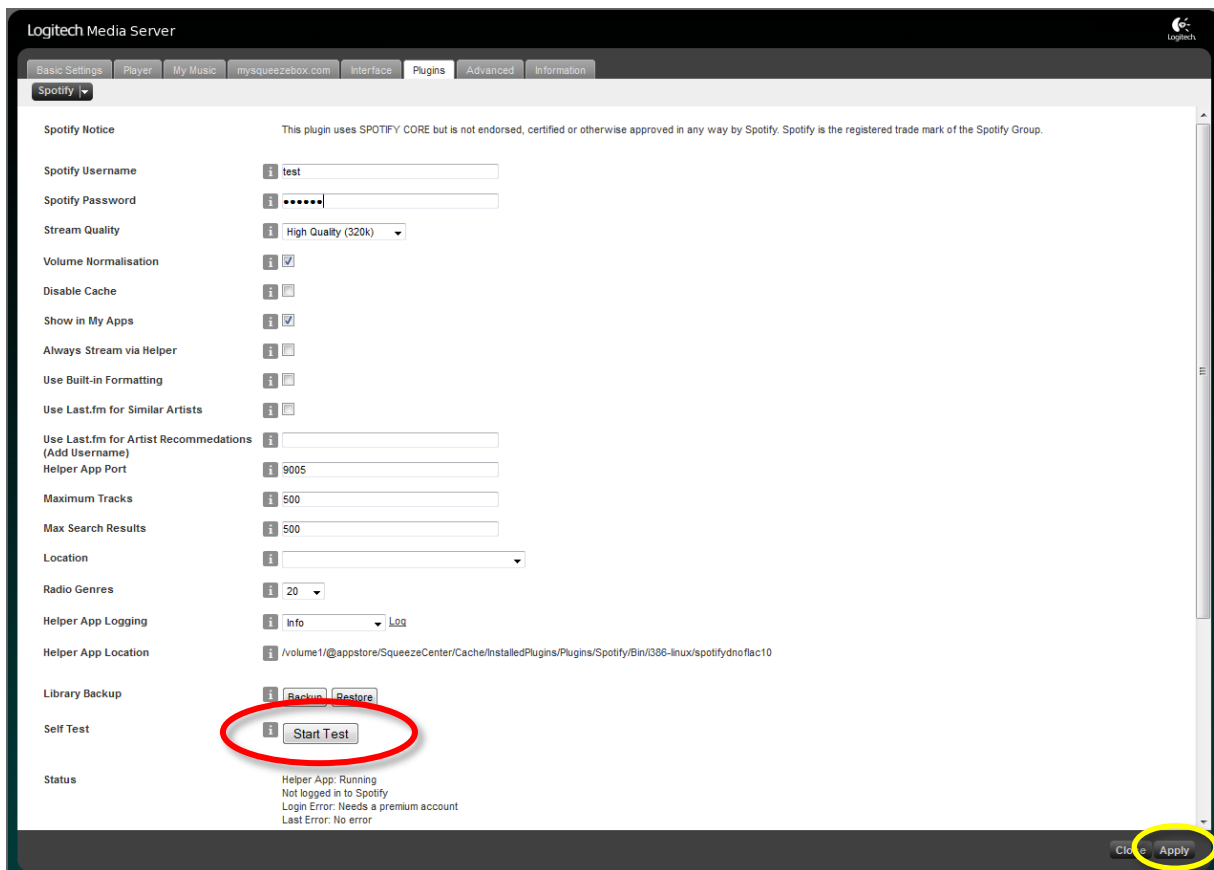 Logitech Media Server
Logitech
Basic Settings Player My Music mysqueezebox.com Interface Plugins Advanced Information
Spotify
Spotify Notice This plugin uses SPOTIFY CORE but is not endorsed, certified or otherwise approved in any way by Spotify. Spotify is the registered trade mark of the Spotify Group.
Spotify Username i test
Spotify Password i ••••••
Stream Quality i High Quality (320k)
Volume Normalisation i
Disable Cache i
Show in My Apps i
Always Stream via Helper i
Use Built-in Formatting i
Use Last.fm for Similar Artists i
Use Last.fm for Artist Recommedations i
(Add Username)
Helper App Port i 9005
Maximum Tracks i 500
Max Search Results i 500
Location i
Radio Genres i 20
Helper App Logging i Info Log
Helper App Location i /volume1/@appstore/SqueezeCenter/Cache/InstalledPlugins/Plugins/Spotify/Bin/i386-linux/spotifydnoflac10
Library Backup i Backup Restore
Self Test i Start Test
Status Helper App: Running
Not logged in to Spotify
Login Error: Needs a premium account
Last Error: No error
Close Apply